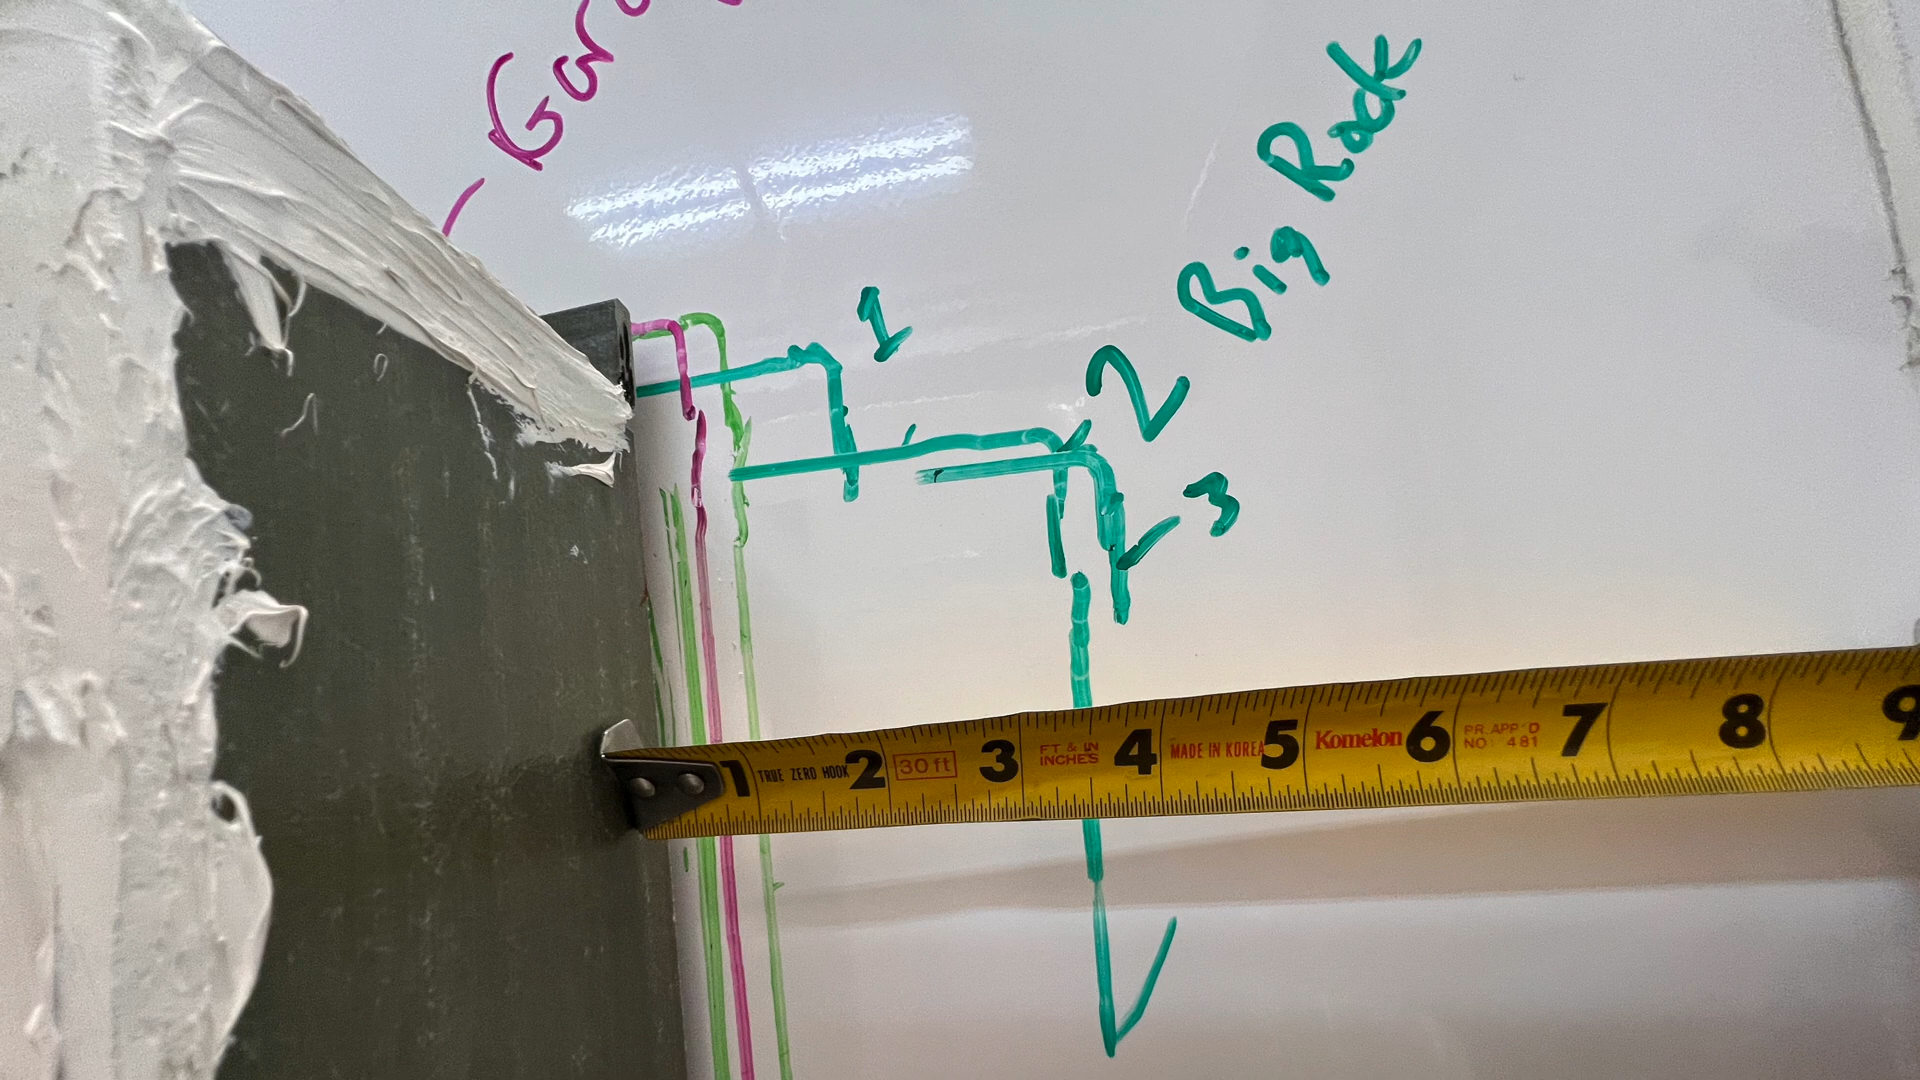 Big Rock
1
2
3
1 TRUE ZERO HOOK 2 30 ft 3 FT & IN INCHES 4 MADE IN KOREA 5 Komelon 6 PR.APP'D NO: 481 7 8 9